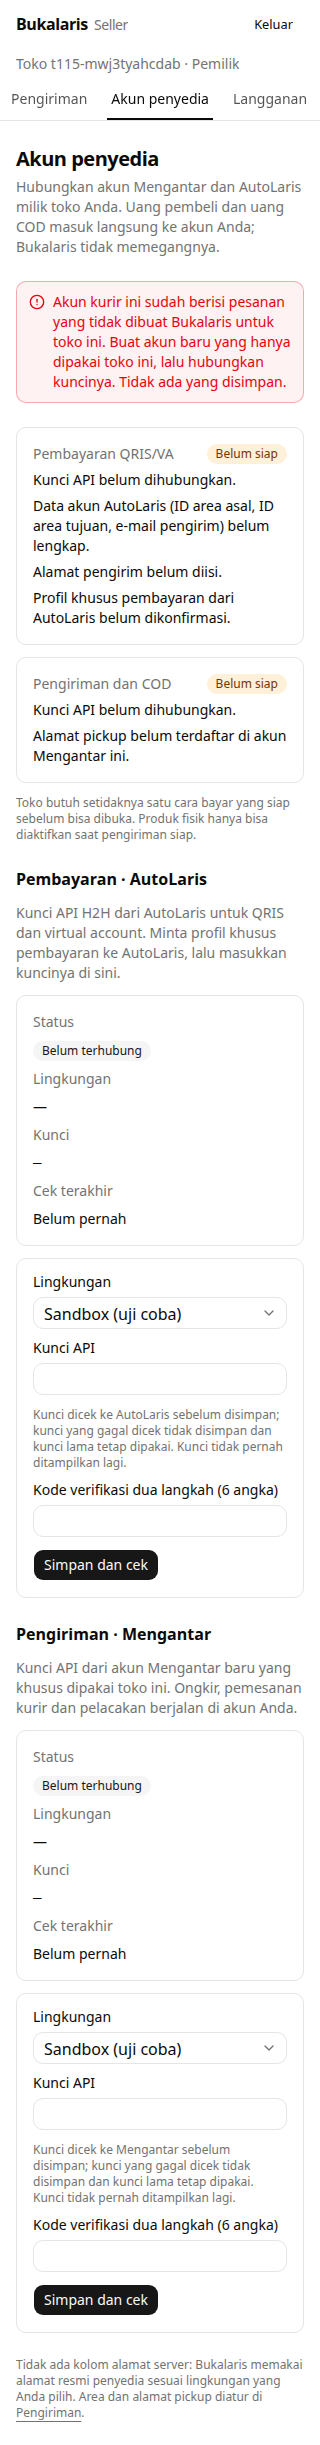 Bukalaris Seller
Keluar
Toko t115-mwj3tyahcdab · Pemilik
Pengiriman
Akun penyedia
Langganan
Akun penyedia
Hubungkan akun Mengantar dan AutoLaris
milik toko Anda. Uang pembeli dan uang
COD masuk langsung ke akun Anda;
Bukalaris tidak memegangnya.
Akun kurir ini sudah berisi pesanan
yang tidak dibuat Bukalaris untuk
toko ini. Buat akun baru yang hanya
dipakai toko ini, lalu hubungkan
kuncinya. Tidak ada yang disimpan.
Pembayaran QRIS/VA
Belum siap
Kunci API belum dihubungkan.
Data akun AutoLaris (ID area asal, ID
area tujuan, e-mail pengirim) belum
lengkap.
Alamat pengirim belum diisi.
Profil khusus pembayaran dari
AutoLaris belum dikonfirmasi.
Pengiriman dan COD
Belum siap
Kunci API belum dihubungkan.
Alamat pickup belum terdaftar di akun
Mengantar ini.
Toko butuh setidaknya satu cara bayar yang siap
sebelum bisa dibuka. Produk fisik hanya bisa
diaktifkan saat pengiriman siap.
Pembayaran · AutoLaris
Kunci API H2H dari AutoLaris untuk QRIS
dan virtual account. Minta profil khusus
pembayaran ke AutoLaris, lalu masukkan
kuncinya di sini.
Status
Belum terhubung
Lingkungan
—
Kunci
–
Cek terakhir
Belum pernah
Lingkungan
Sandbox (uji coba)
Kunci API
Kunci dicek ke AutoLaris sebelum disimpan;
kunci yang gagal dicek tidak disimpan dan
kunci lama tetap dipakai. Kunci tidak pernah
ditampilkan lagi.
Kode verifikasi dua langkah (6 angka)
Simpan dan cek
Pengiriman · Mengantar
Kunci API dari akun Mengantar baru yang
khusus dipakai toko ini. Ongkir, pemesanan
kurir dan pelacakan berjalan di akun Anda.
Status
Belum terhubung
Lingkungan
—
Kunci
–
Cek terakhir
Belum pernah
Lingkungan
Sandbox (uji coba)
Kunci API
Kunci dicek ke Mengantar sebelum
disimpan; kunci yang gagal dicek tidak
disimpan dan kunci lama tetap dipakai.
Kunci tidak pernah ditampilkan lagi.
Kode verifikasi dua langkah (6 angka)
Simpan dan cek
Tidak ada kolom alamat server: Bukalaris memakai
alamat resmi penyedia sesuai lingkungan yang
Anda pilih. Area dan alamat pickup diatur di
Pengiriman.